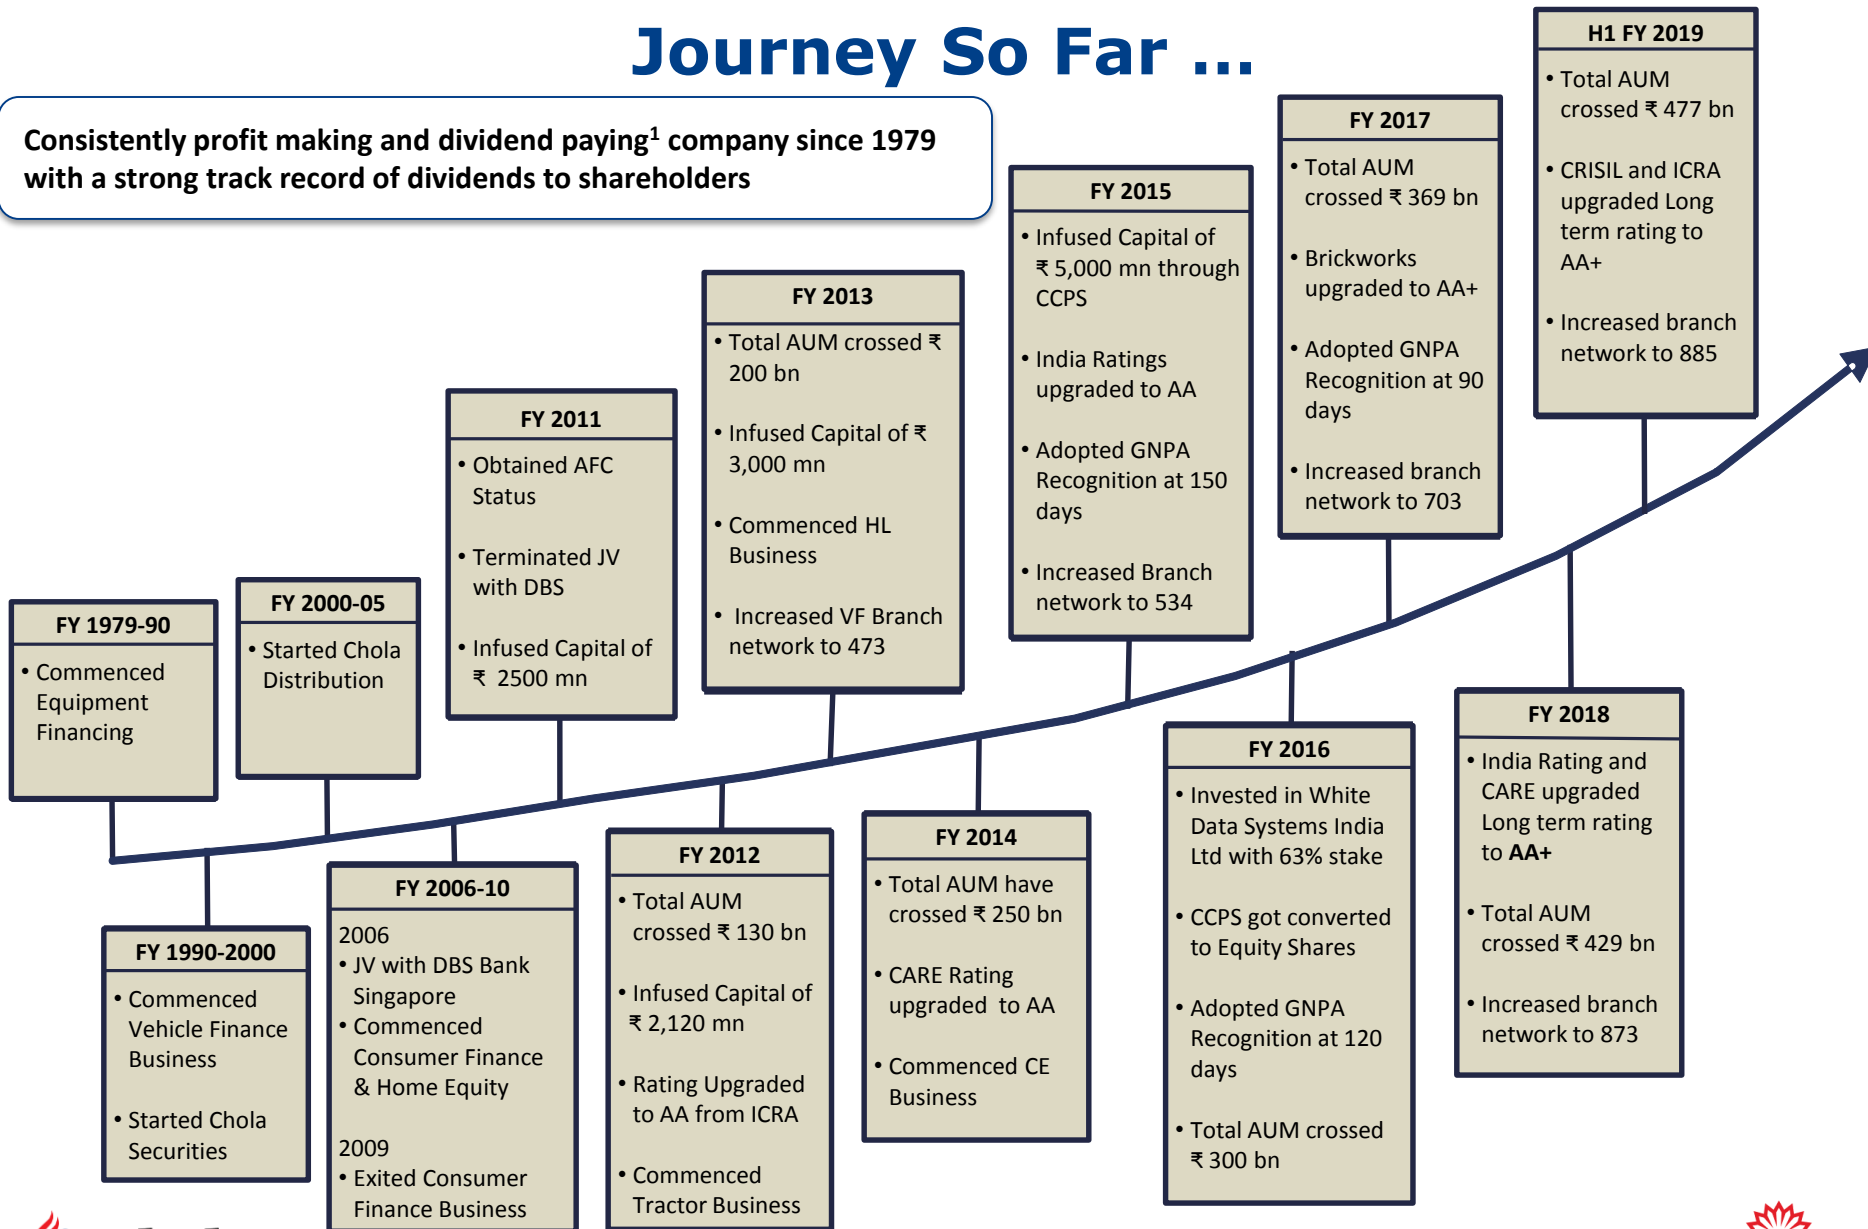 Journey So Far ...
Consistently profit making and dividend paying1 company since 1979
with a strong track record of dividends to shareholders
FY 1979-90
• Commenced
Equipment
Financing
FY 1990-2000
• Commenced
Vehicle Finance
Business
• Started Chola
Securities
FY 2000-05
• Started Chola
Distribution
FY 2006-10
2006
• JV with DBS Bank
Singapore
• Commenced
Consumer Finance
& Home Equity
2009
• Exited Consumer
Finance Business
FY 2011
• Obtained AFC
Status
• Terminated JV
with DBS
• Infused Capital of
₹ 2500 mn
FY 2012
• Total AUM
crossed ₹ 130 bn
• Infused Capital of
₹ 2,120 mn
• Rating Upgraded
to AA from ICRA
• Commenced
Tractor Business
FY 2013
• Total AUM crossed ₹
200 bn
• Infused Capital of ₹
3,000 mn
• Commenced HL
Business
• Increased VF Branch
network to 473
FY 2014
• Total AUM have
crossed ₹ 250 bn
• CARE Rating
upgraded to AA
• Commenced CE
Business
FY 2015
• Infused Capital of
₹ 5,000 mn through
CCPS
• India Ratings
upgraded to AA
• Adopted GNPA
Recognition at 150
days
• Increased Branch
network to 534
FY 2016
• Invested in White
Data Systems India
Ltd with 63% stake
• CCPS got converted
to Equity Shares
• Adopted GNPA
Recognition at 120
days
• Total AUM crossed
₹ 300 bn
FY 2017
• Total AUM
crossed ₹ 369 bn
• Brickworks
upgraded to AA+
• Adopted GNPA
Recognition at 90
days
• Increased branch
network to 703
FY 2018
• India Rating and
CARE upgraded
Long term rating
to AA+
• Total AUM
crossed ₹ 429 bn
• Increased branch
network to 873
H1 FY 2019
• Total AUM
crossed ₹ 477 bn
• CRISIL and ICRA
upgraded Long
term rating to
AA+
• Increased branch
network to 885